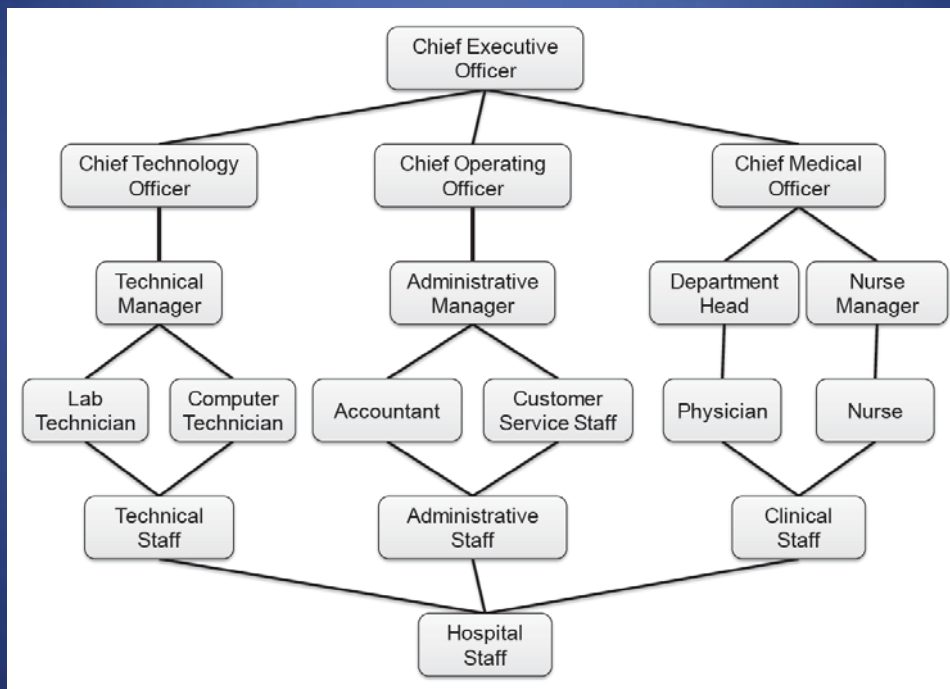 Chief Executive
Officer
Chief Technology
Officer
Chief Operating
Officer
Chief Medical
Officer
Technical
Manager
Administrative
Manager
Department
Head
Nurse
Manager
Lab
Technician
Computer
Technician
Accountant
Customer
Service Staff
Physician
Nurse
Technical
Staff
Administrative
Staff
Clinical
Staff
Hospital
Staff